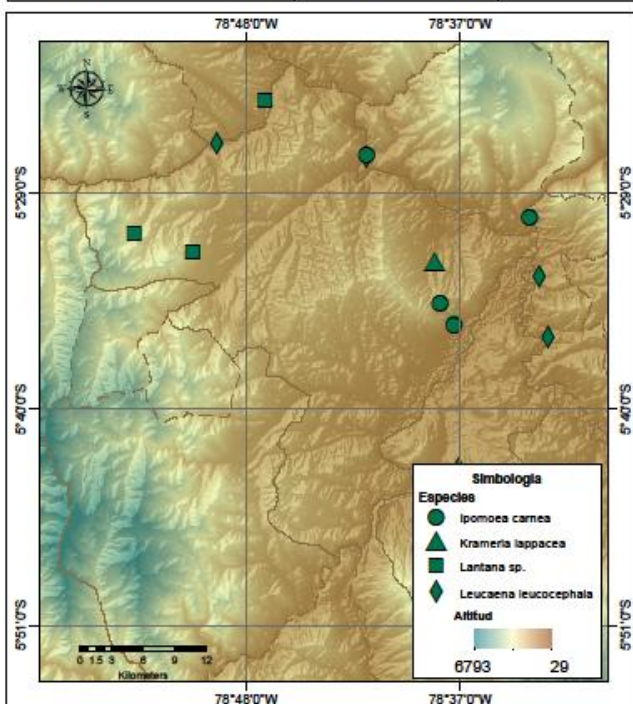 78°48'0"W 78°37'0"W
N
W E
S
5°29'0"S 5°29'0"S
5°40'0"S 5°40'0"S
Simbología
Especies
Ipomoea carnea
Krameria lappacea
Lantana sp.
Leucaena leucocephala
Altitud
6793 29
5°51'0"S 5°51'0"S
0 1.5 3 6 9 12
Kilometers
78°48'0"W 78°37'0"W